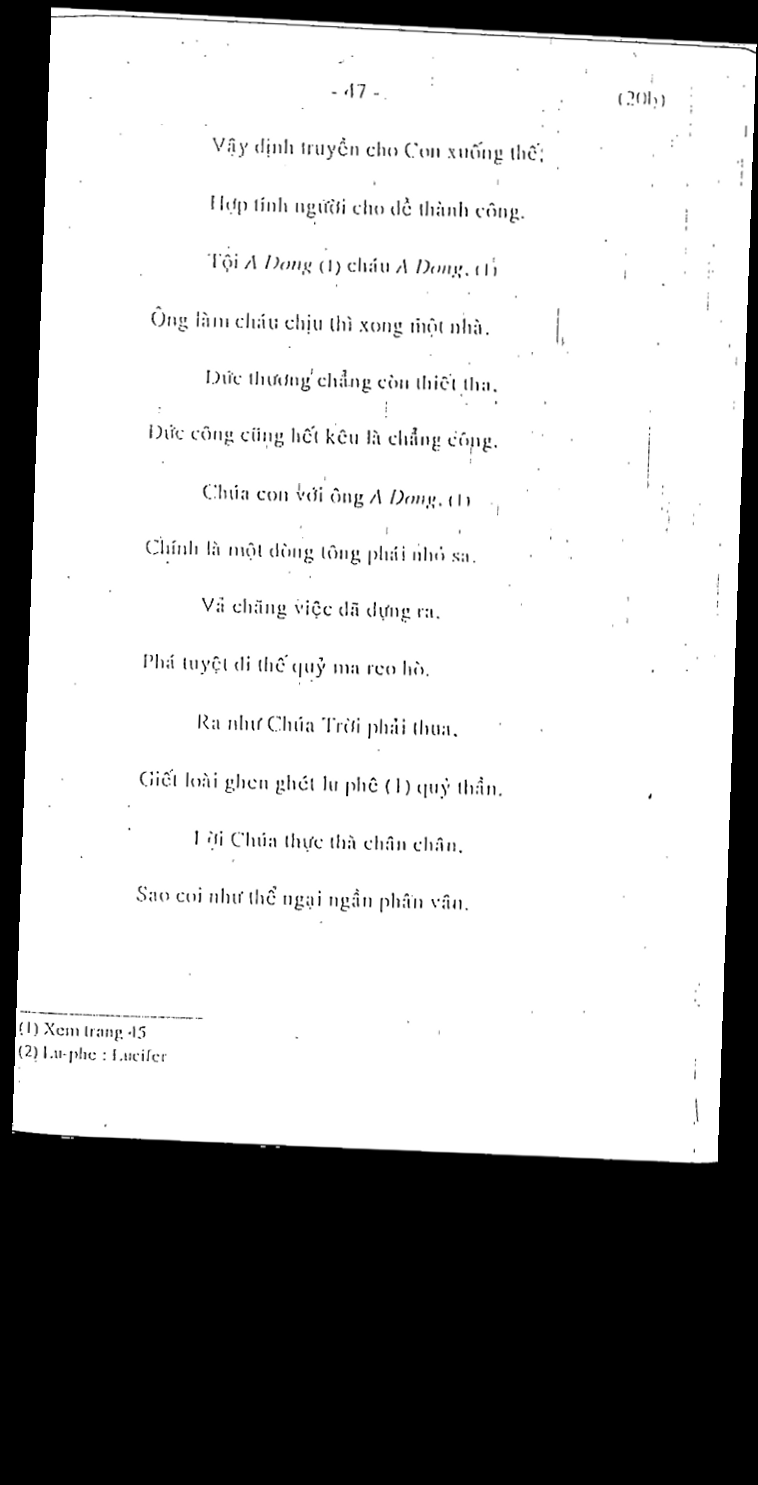 - 47 -
(20b)
Vậy định truyền cho Con xuống thế;
Hợp tính người cho dề thành công.
Tội A Dong (1) cháu A Dong. (1)
Ông làm cháu chịu thì xong một nhà.
Đức thương chẳng còn thiết tha.
Đức công cũng hết kêu là chẳng công.
Chúa con với ông A Dong. (1)
Chính là một dòng tông phái nhỏ sa.
Vả chăng việc đã dựng ra.
Phá tuyệt đi thế quỷ ma reo hò.
Ra như Chúa Trời phải thua.
Giết loài ghen ghét lu phê (1) quỷ thần.
Lời Chúa thực thà chân chân.
Sao coi như thể ngại ngần phân vân.
(1) Xem trang 45
(2) Lu-phe : Lucifer